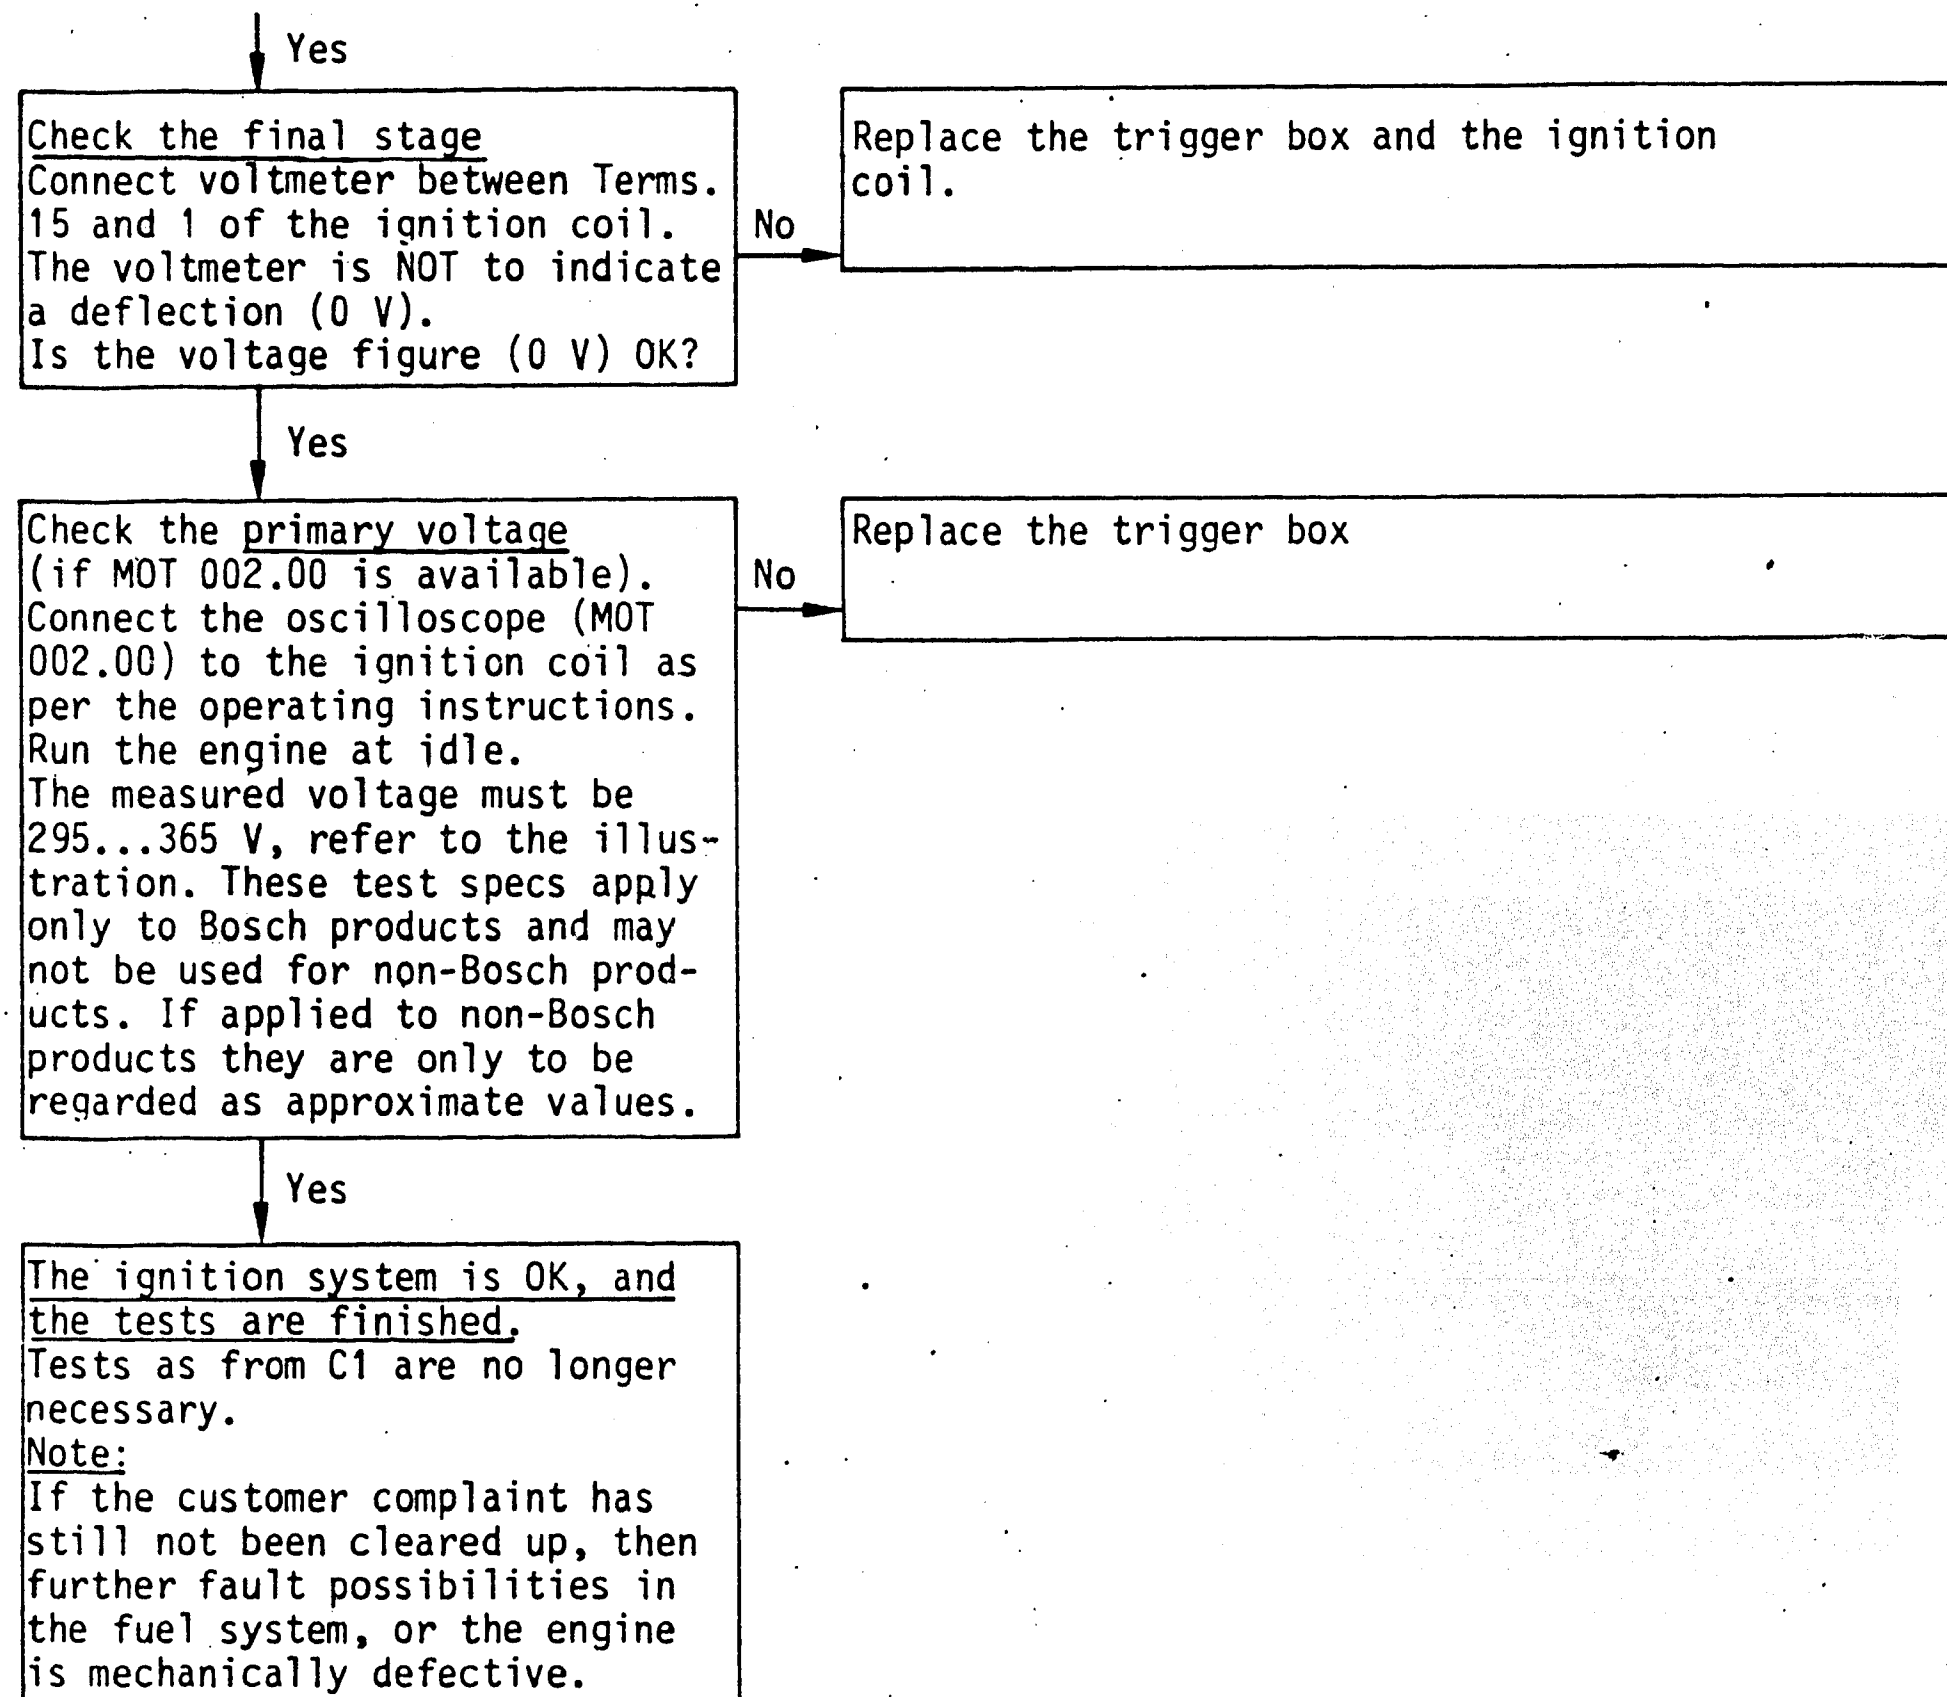 Yes
Check the final stage
Connect voltmeter between Terms.
15 and 1 of the ignition coil.
The voltmeter is NOT to indicate
a deflection (0 V).
Is the voltage figure (0 V) OK?
No
Replace the trigger box and the ignition
coil.
Yes
Check the primary voltage
(if MOT 002.00 is available).
Connect the oscilloscope (MOT
002.00) to the ignition coil as
per the operating instructions.
Run the engine at idle.
The measured voltage must be
295...365 V, refer to the illus-
tration. These test specs apply
only to Bosch products and may
not be used for non-Bosch prod-
ucts. If applied to non-Bosch
products they are only to be
regarded as approximate values.
No
Replace the trigger box
Yes
The ignition system is OK, and
the tests are finished.
Tests as from C1 are no longer
necessary.
Note:
If the customer complaint has
still not been cleared up, then
further fault possibilities in
the fuel system, or the engine
is mechanically defective.